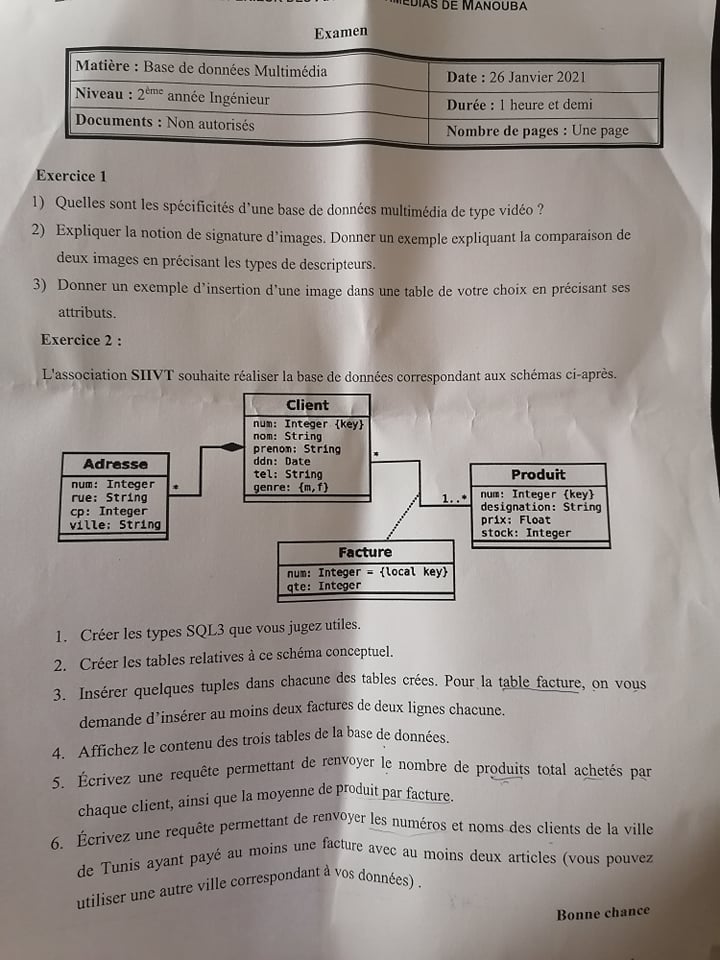 MANOUBA
Examen
Matière : Base de données Multimédia
Niveau : 2ème année Ingénieur
Documents : Non autorisés
Date : 26 Janvier 2021
Durée : 1 heure et demi
Nombre de pages : Une page
Exercice 1
1) Quelles sont les spécificités d'une base de données multimédia de type vidéo ?
2) Expliquer la notion de signature d'images. Donner un exemple expliquant la comparaison de
deux images en précisant les types de descripteurs.
3) Donner un exemple d'insertion d'une image dans une table de votre choix en précisant ses
attributs.
Exercice 2 :
L'association SIIVT souhaite réaliser la base de données correspondant aux schémas ci-après.
Client
num: Integer {key}
nom: String
prenom: String
ddn: Date
tel: String
genre: {m,f}
Adresse
num: Integer
rue: String
cp: Integer
ville: String
*
*
1..*
Produit
num: Integer {key}
designation: String
prix: Float
stock: Integer
Facture
num: Integer = {local key}
qte: Integer
1. Créer les types SQL3 que vous jugez utiles.
2. Créer les tables relatives à ce schéma conceptuel.
3. Insérer quelques tuples dans chacune des tables crées. Pour la table facture, on vous
demande d'insérer au moins deux factures de deux lignes chacune.
4. Affichez le contenu des trois tables de la base de données.
5. Écrivez une requête permettant de renvoyer le nombre de produits total achetés par
chaque client, ainsi que la moyenne de produit par facture.
6. Écrivez une requête permettant de renvoyer les numéros et noms des clients de la ville
de Tunis ayant payé au moins une facture avec au moins deux articles (vous pouvez
utiliser une autre ville correspondant à vos données) .
Bonne chance